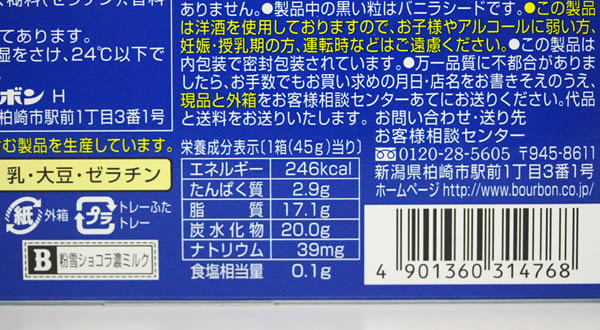 糊料(ゼラチン)、香料
てあります。
湿をさけ、24℃以下で
ボン H
柏崎市駅前1丁目3番1号
む製品を生産しています。
乳・大豆・ゼラチン
紙 外箱
プラ トレーふた
トレー
B 粉雪ショコラ濃ミルク
ありません。●製品中の黒い粒はバニラシードです。●この製品
は洋酒を使用しておりますので、お子様やアルコールに弱い方、
妊娠・授乳期の方、運転時などはご遠慮ください。●この製品は
内包装で密封包装されています。●万一品質に不都合がありま
したら、お手数でもお買い求めの月日・店名をお書きそえのうえ、
現品と外箱をお客様相談センターあてにお送りください。代品
と送料をお送りいたします。
お問い合わせ・送り先
お客様相談センター
0120-28-5605 〒945-8611
新潟県柏崎市駅前1丁目3番1号
ホームページ http://www.bourbon.co.jp/
栄養成分表示(1箱(45g)当り)
エネルギー 246kcal
たんぱく質 2.9g
脂質 17.1g
炭水化物 20.0g
ナトリウム 39mg
食塩相当量 0.1g
4 901360 314768